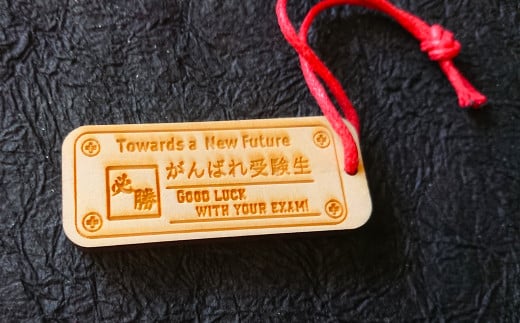 Towards a New Future
がんばれ受験生
必勝
GOOD LUCK
WITH YOUR EXAM!